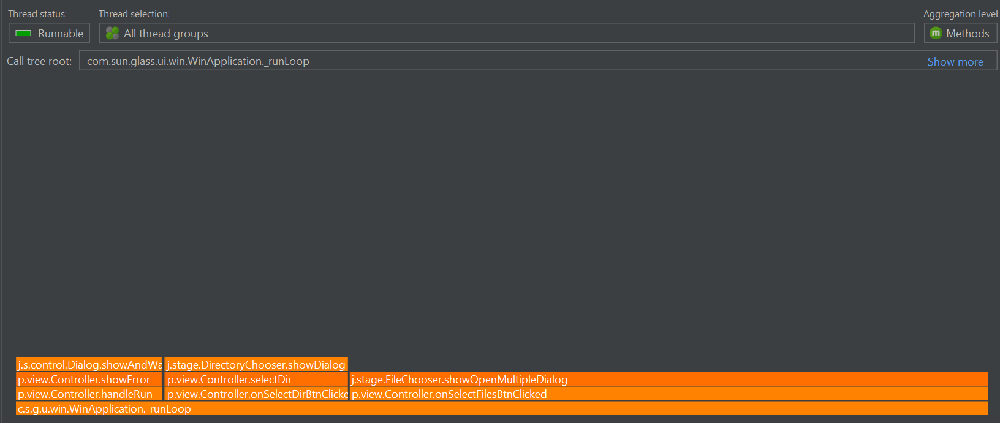 Thread status: Thread selection: Aggregation level:
Runnable All thread groups m Methods
Call tree root: com.sun.glass.ui.win.WinApplication._runLoop Show more
j.s.control.Dialog.showAndWa j.stage.DirectoryChooser.showDialog
p.view.Controller.showError p.view.Controller.selectDir j.stage.FileChooser.showOpenMultipleDialog
p.view.Controller.handleRun p.view.Controller.onSelectDirBtnClicke p.view.Controller.onSelectFilesBtnClicked
c.s.g.u.win.WinApplication._runLoop